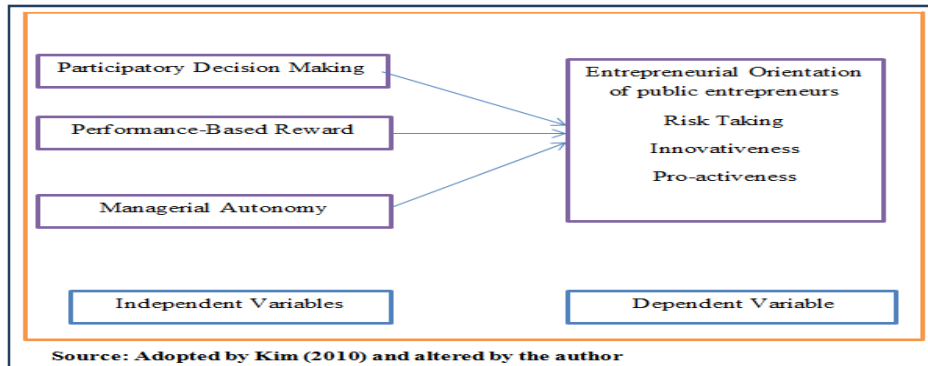 Participatory Decision Making
Performance-Based Reward
Managerial Autonomy
Entrepreneurial Orientation
of public entrepreneurs
Risk Taking
Innovativeness
Pro-activeness
Independent Variables
Dependent Variable
Source: Adopted by Kim (2010) and altered by the author